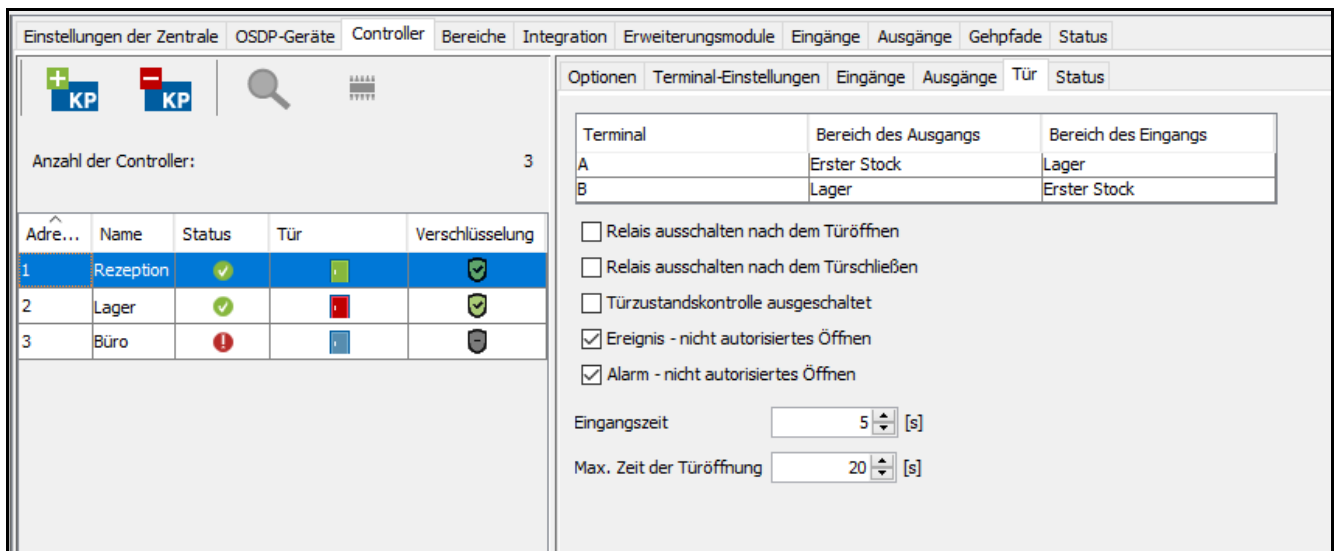 Einstellungen der Zentrale OSDP-Geräte Controller Bereiche Integration Erweiterungsmodule Eingänge Ausgänge Gehpfade Status
KP KP
Anzahl der Controller: 3
Adre... Name Status Tür Verschlüsselung
1 Rezeption
2 Lager
3 Büro
Optionen Terminal-Einstellungen Eingänge Ausgänge Tür Status
Terminal Bereich des Ausgangs Bereich des Eingangs
A Erster Stock Lager
B Lager Erster Stock
Relais ausschalten nach dem Türöffnen
Relais ausschalten nach dem Türschließen
Türzustandskontrolle ausgeschaltet
Ereignis - nicht autorisiertes Öffnen
Alarm - nicht autorisiertes Öffnen
Eingangszeit 5 [s]
Max. Zeit der Türöffnung 20 [s]